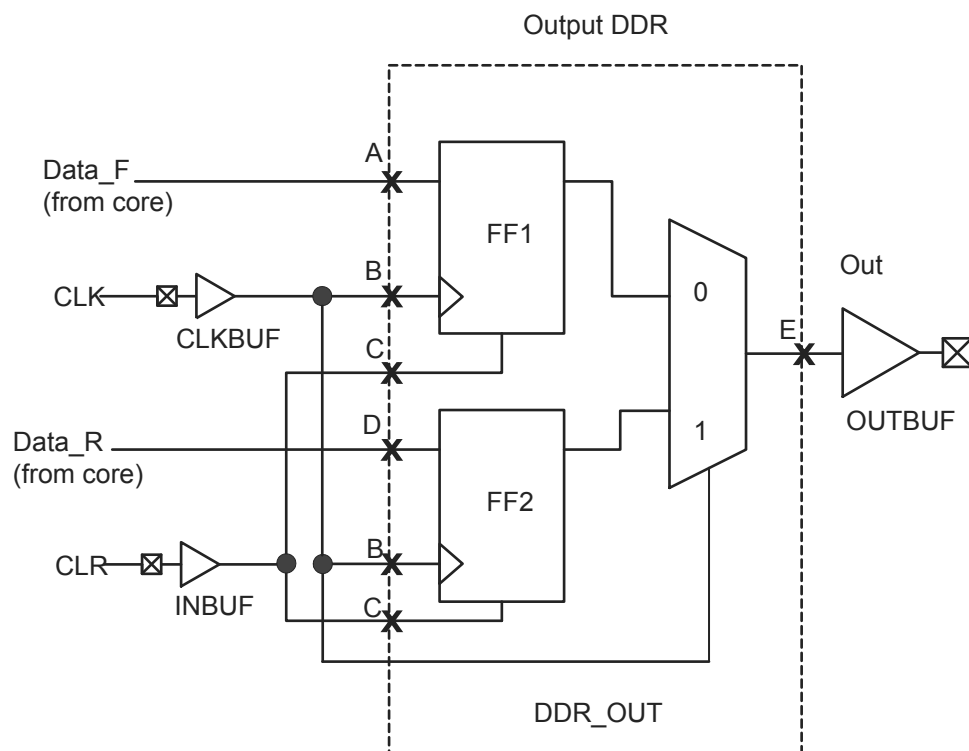 Output DDR
A
Data_F
(from core)
FF1
B
CLK
CLKBUF
0
Out
E
C
OUTBUF
D
1
Data_R
(from core)
FF2
B
CLR
INBUF
C
DDR_OUT